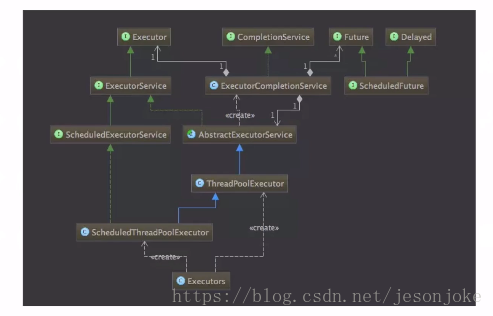 Executor
CompletionService
Future
Delayed
1
1
1
*
ExecutorService
ExecutorCompletionService
ScheduledFuture
1
«create»
1
ScheduledExecutorService
AbstractExecutorService
ThreadPoolExecutor
«create»
ScheduledThreadPoolExecutor
«create»
Executors
https://blog.csdn.net/jesonjoke